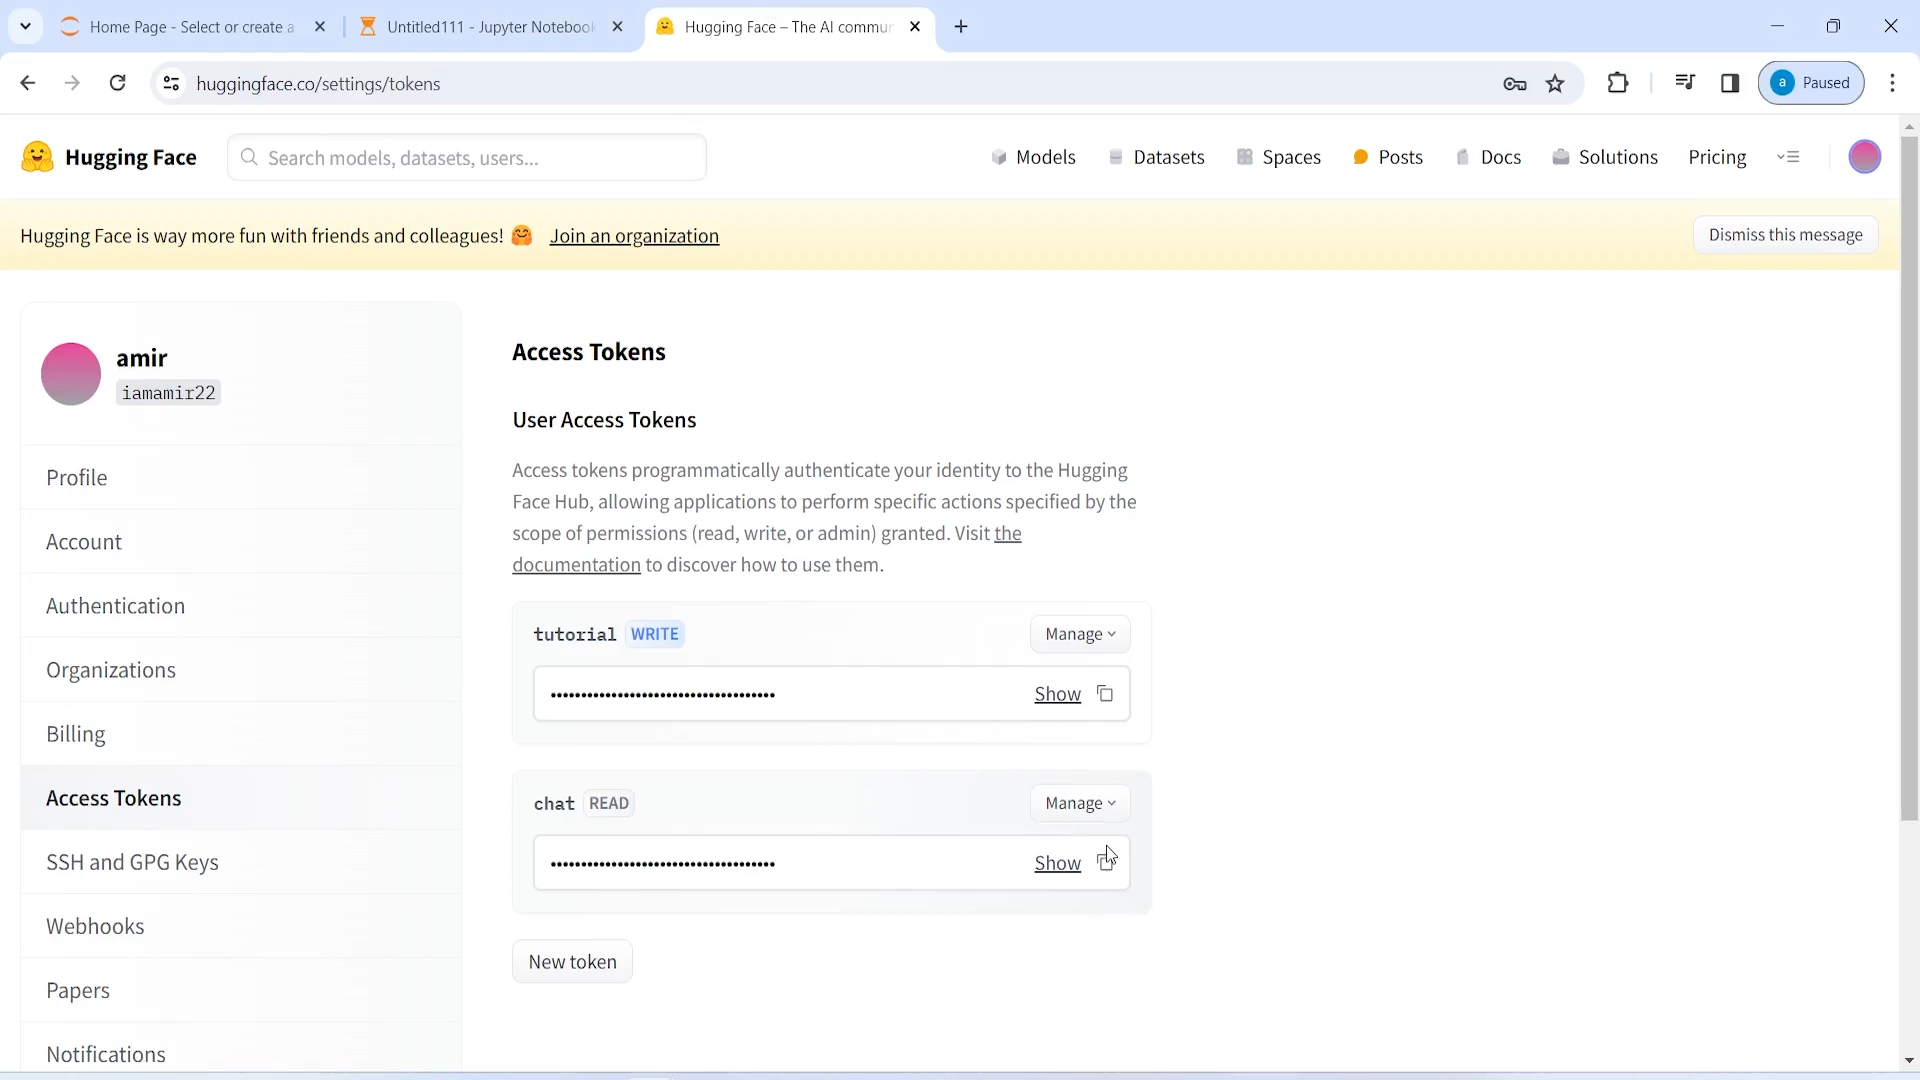 Home Page - Select or create a
Untitled111 - Jupyter Notebook
Hugging Face – The AI commun
huggingface.co/settings/tokens
a Paused
Hugging Face
Search models, datasets, users...
Models
Datasets
Spaces
Posts
Docs
Solutions
Pricing
Hugging Face is way more fun with friends and colleagues! 🤗 Join an organization
Dismiss this message
amir
iamamir22
Profile
Account
Authentication
Organizations
Billing
Access Tokens
SSH and GPG Keys
Webhooks
Papers
Notifications
Access Tokens
User Access Tokens
Access tokens programmatically authenticate your identity to the Hugging
Face Hub, allowing applications to perform specific actions specified by the
scope of permissions (read, write, or admin) granted. Visit the
documentation to discover how to use them.
tutorial WRITE
Manage
Show
chat READ
Manage
Show
New token